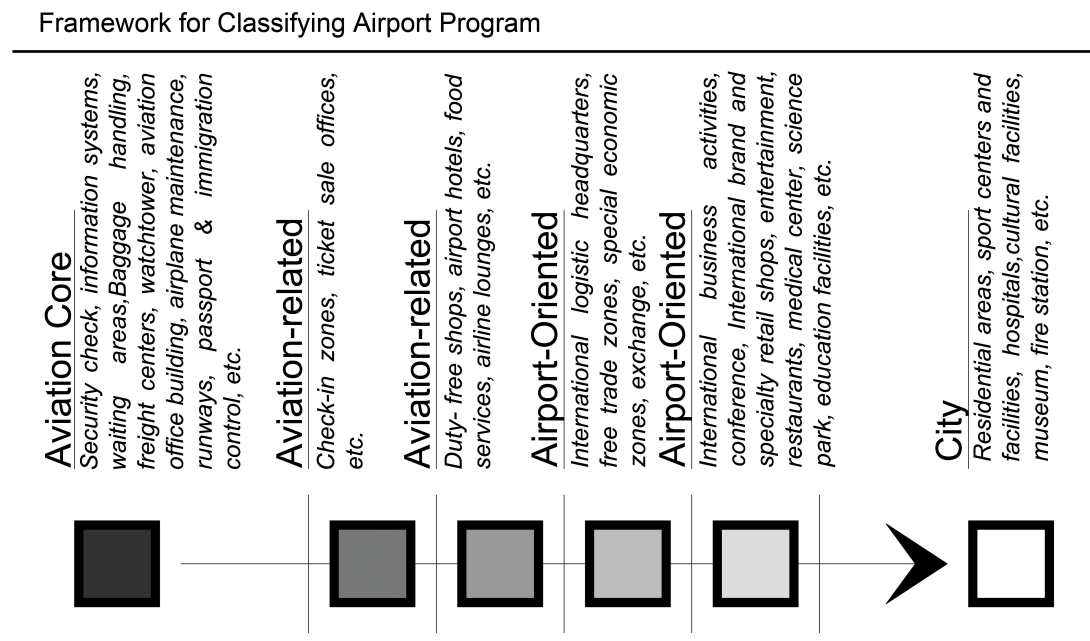 Framework for Classifying Airport Program
Aviation Core
Security check, information systems,
waiting areas,Baggage handling,
freight centers, watchtower, aviation
office building, airplane maintenance,
runways, passport & immigration
control, etc.
Aviation-related
Check-in zones, ticket sale offices,
etc.
Aviation-related
Duty- free shops, airport hotels, food
services, airline lounges, etc.
Airport-Oriented
International logistic headquarters,
free trade zones, special economic
zones, exchange, etc.
Airport-Oriented
International business activities,
conference, International brand and
specialty retail shops, entertainment,
restaurants, medical center, science
park, education facilities, etc.
City
Residential areas, sport centers and
facilities, hospitals,cultural facilities,
museum, fire station, etc.